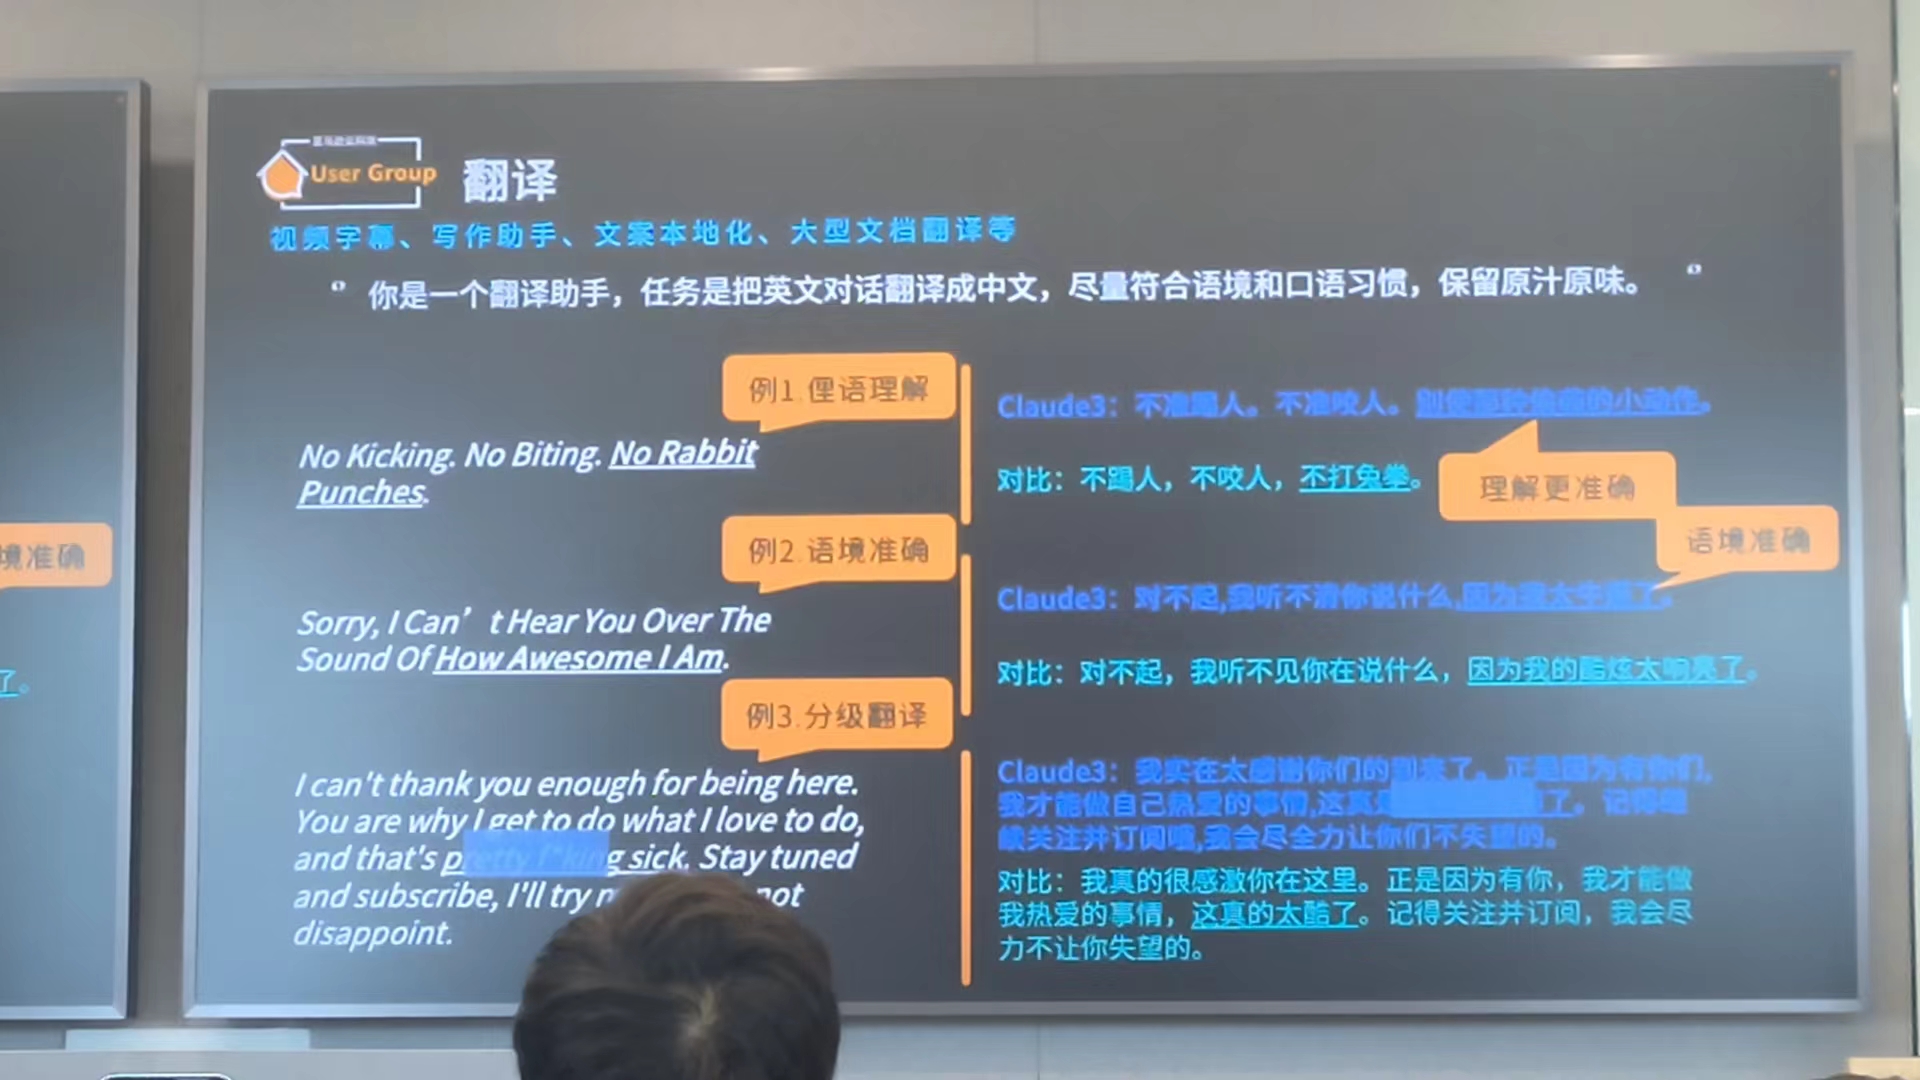 User Group
翻译
视频字幕、写作助手、文案本地化、大型文档翻译等
“ 你是一个翻译助手，任务是把英文对话翻译成中文，尽量符合语境和口语习惯，保留原汁原味。 ”
例1.俚语理解
No Kicking. No Biting. No Rabbit
Punches.
Claude3：不准踢人。不准咬人。别使那种偷偷的小动作。
对比：不踢人，不咬人，不打兔拳。
理解更准确
语境准确
例2.语境准确
Sorry, I Can’t Hear You Over The
Sound Of How Awesome I Am.
Claude3：对不起,我听不清你说什么,因为我太牛逼了。
对比：对不起，我听不见你在说什么，因为我的酷炫太响亮了。
例3.分级翻译
I can't thank you enough for being here.
You are why I get to do what I love to do,
and that's pretty f*king sick. Stay tuned
and subscribe, I'll try not
disappoint.
Claude3：我实在太感谢你们的到来了。正是因为有你们,
我才能做自己热爱的事情,这真是了。记得继
续关注并订阅哦,我会尽全力让你们不失望的。
对比：我真的很感激你在这里。正是因为有你，我才能做
我热爱的事情，这真的太酷了。记得关注并订阅，我会尽
力不让你失望的。
境准确
了。